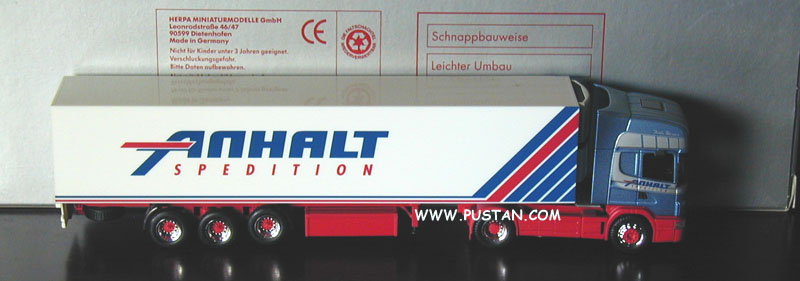 HERPA MINIATURMODELLE GmbH
Leonrodstraße 46/47
90599 Dietenhofen
Made in Germany
Nicht für Kinder unter 3 Jahren geeignet.
Verschluckungsgefahr.
Bitte Daten aufbewahren.
CE
Schnappbauweise
Leichter Umbau
ANHALT
SPEDITION
ANHALT
WWW.PUSTAN.COM